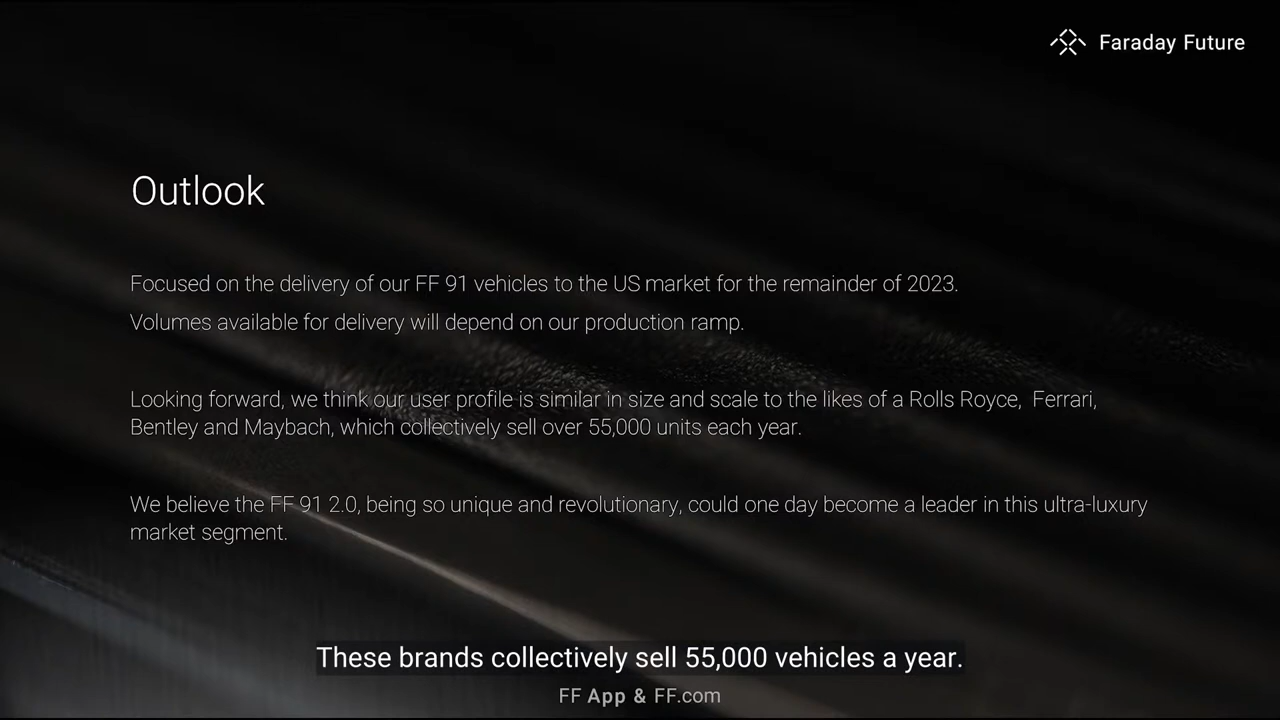 Faraday Future
Outlook
Focused on the delivery of our FF 91 vehicles to the US market for the remainder of 2023.
Volumes available for delivery will depend on our production ramp.
Looking forward, we think our user profile is similar in size and scale to the likes of a Rolls Royce, Ferrari,
Bentley and Maybach, which collectively sell over 55,000 units each year.
We believe the FF 91 2.0, being so unique and revolutionary, could one day become a leader in this ultra-luxury
market segment.
These brands collectively sell 55,000 vehicles a year.
FF App & FF.com